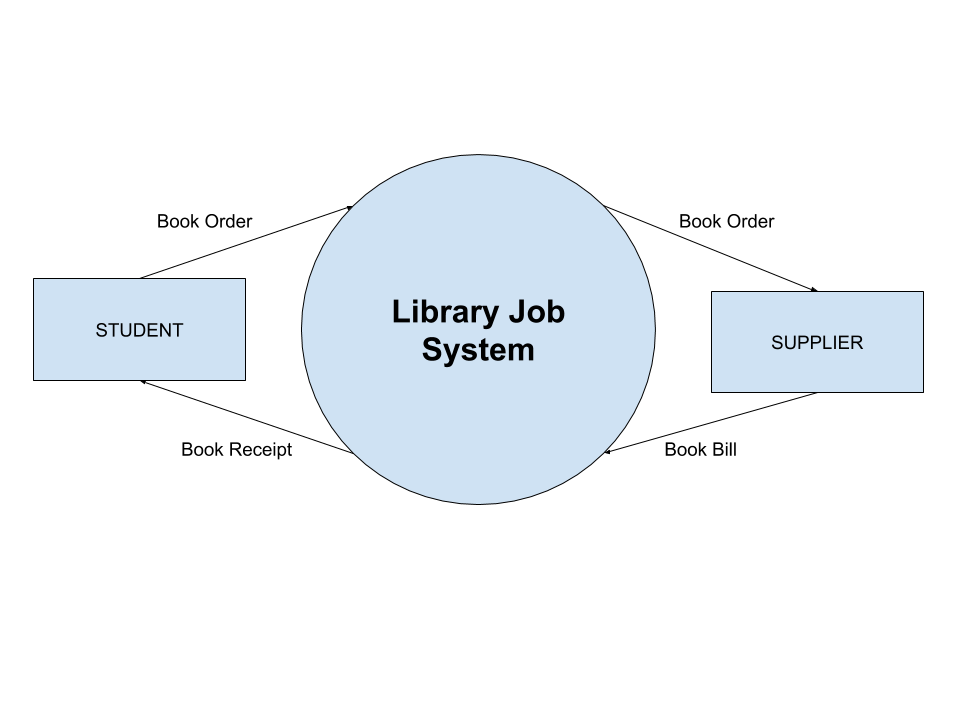 Book Order
Book Order
Library Job
System
STUDENT
SUPPLIER
Book Receipt
Book Bill